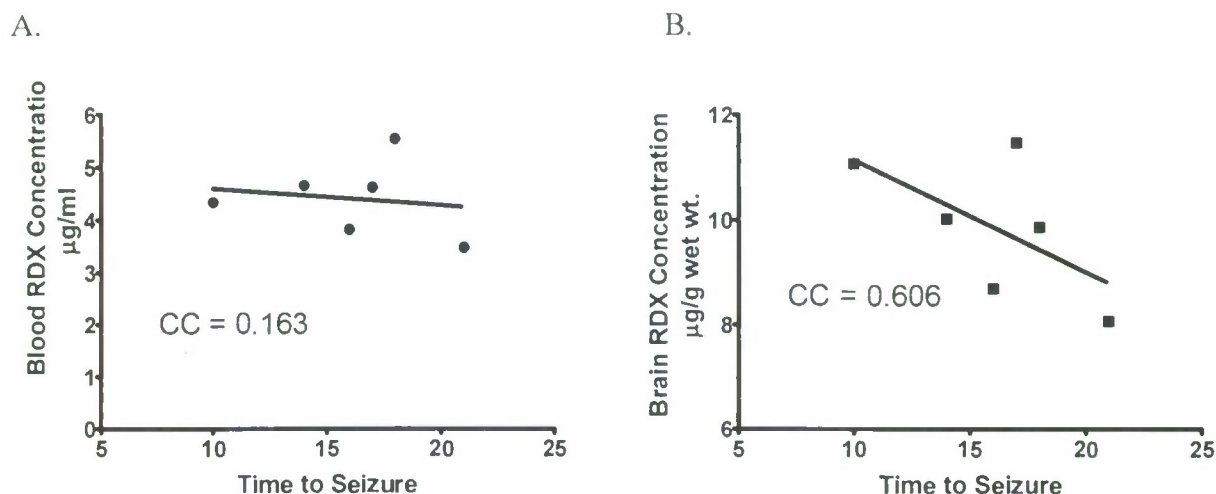 A.
Blood RDX Concentratio
µg/ml
6
5
4
3
2
1
0
CC = 0.163
5
10
15
20
25
Time to Seizure
B.
Brain RDX Concentration
µg/g wet wt.
12
10
8
6
CC = 0.606
5
10
15
20
25
Time to Seizure